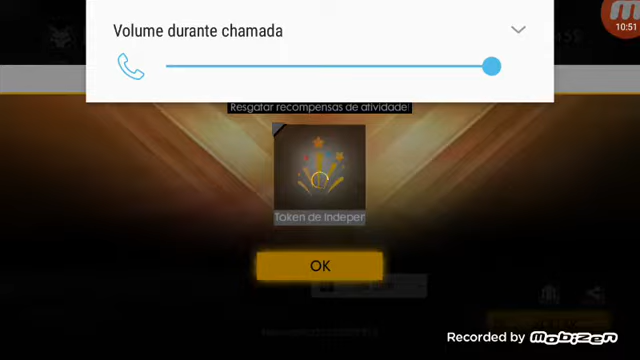 Volume durante chamada
10:51
Resgatar recompensas de atividade!
Token de Indeper
OK
Recorded by mobizen